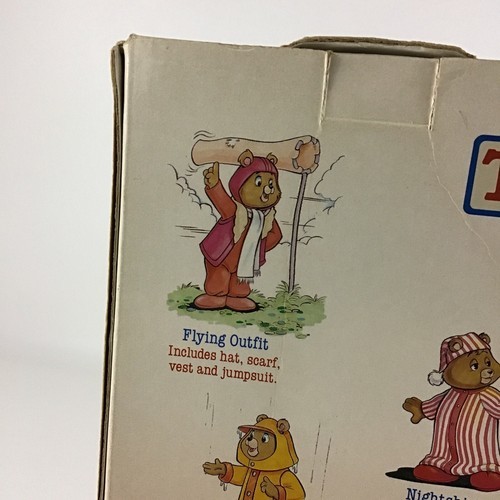 T
Flying Outfit
Includes hat, scarf,
vest and jumpsuit.